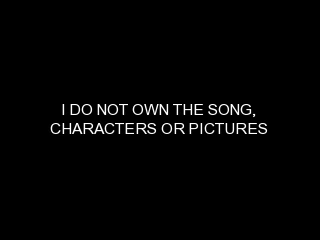 I DO NOT OWN THE SONG,
CHARACTERS OR PICTURES